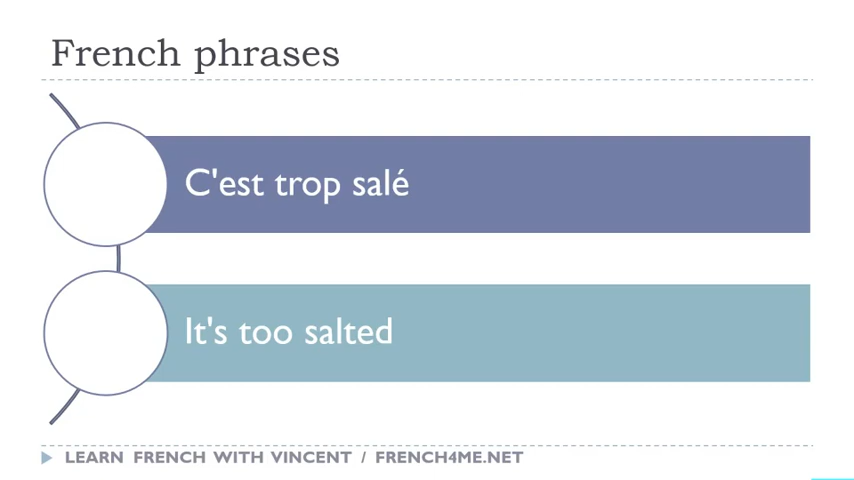 French phrases
C'est trop salé
It's too salted
LEARN FRENCH WITH VINCENT / FRENCH4ME.NET